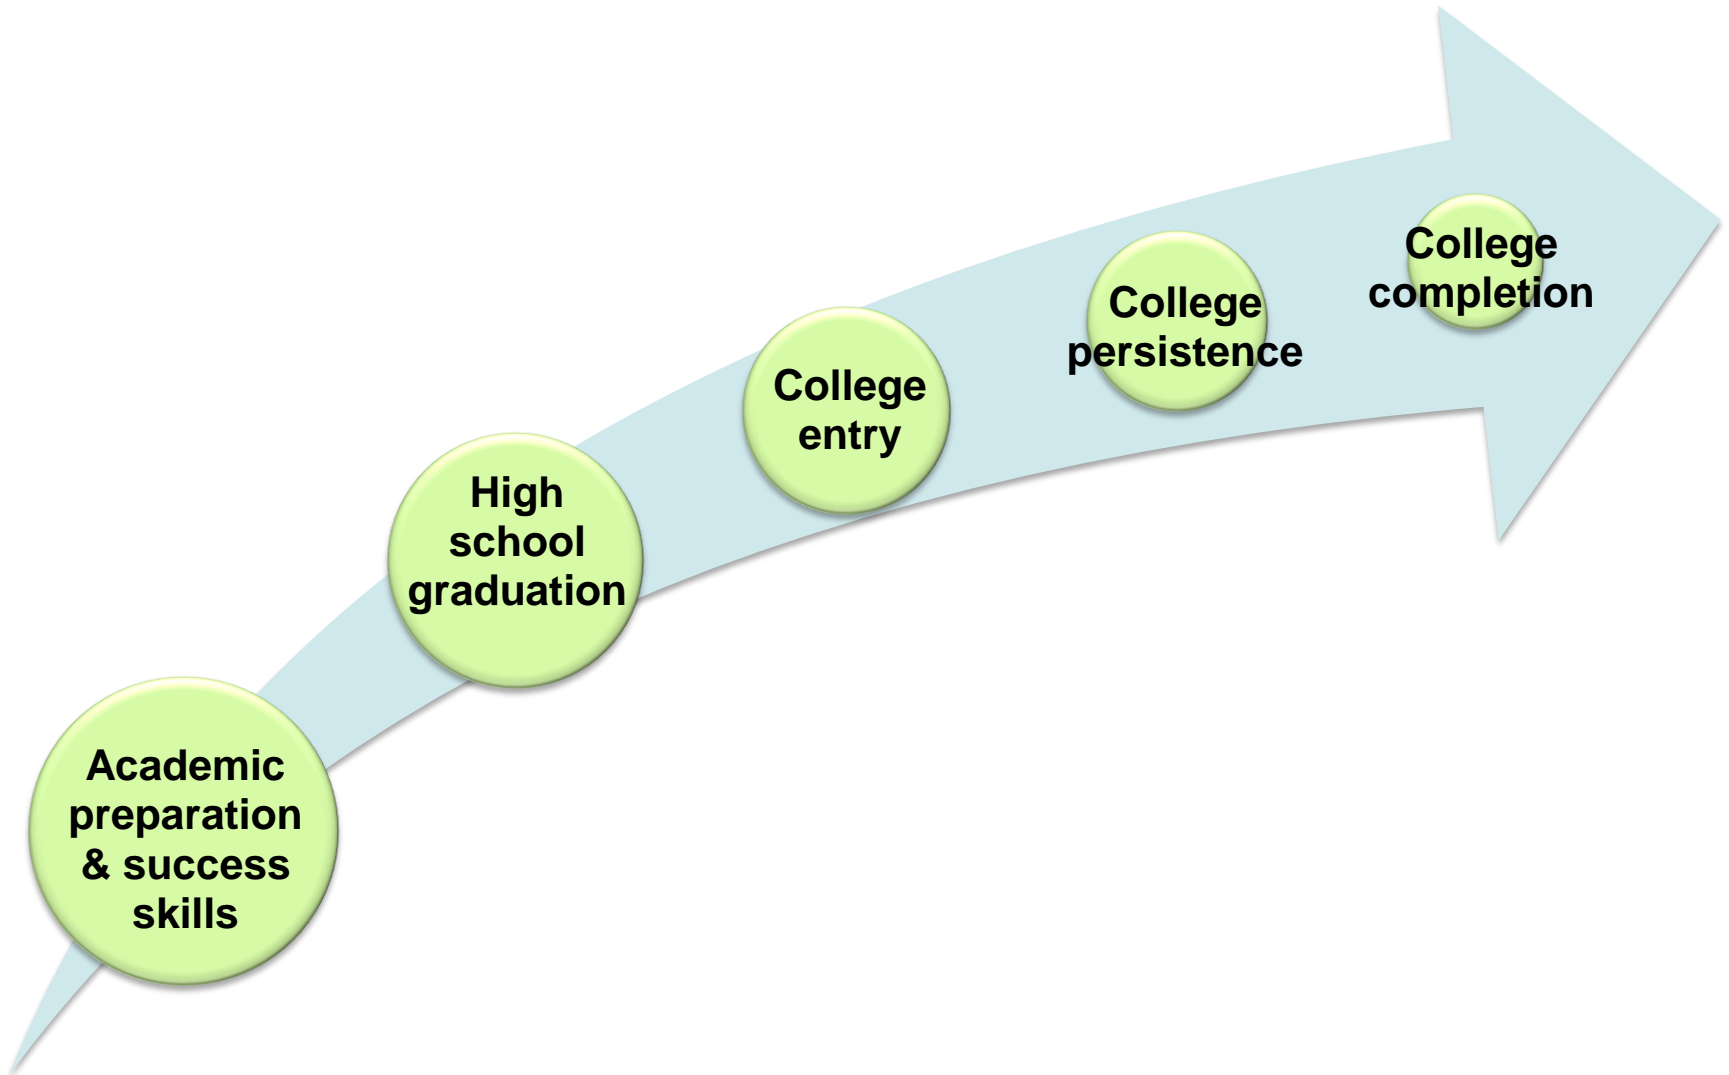 Academic
preparation
& success
skills
High
school
graduation
College
entry
College
persistence
College
completion